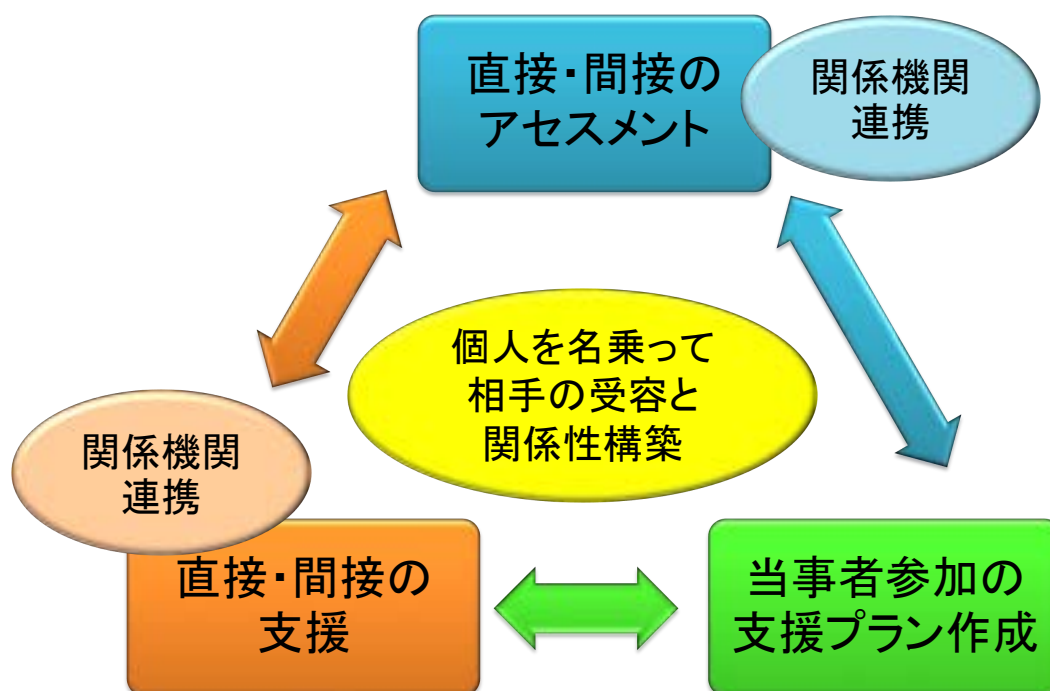 直接・間接の
アセスメント
関係機関
連携
個人を名乗って
相手の受容と
関係性構築
関係機関
連携
直接・間接の
支援
当事者参加の
支援プラン作成